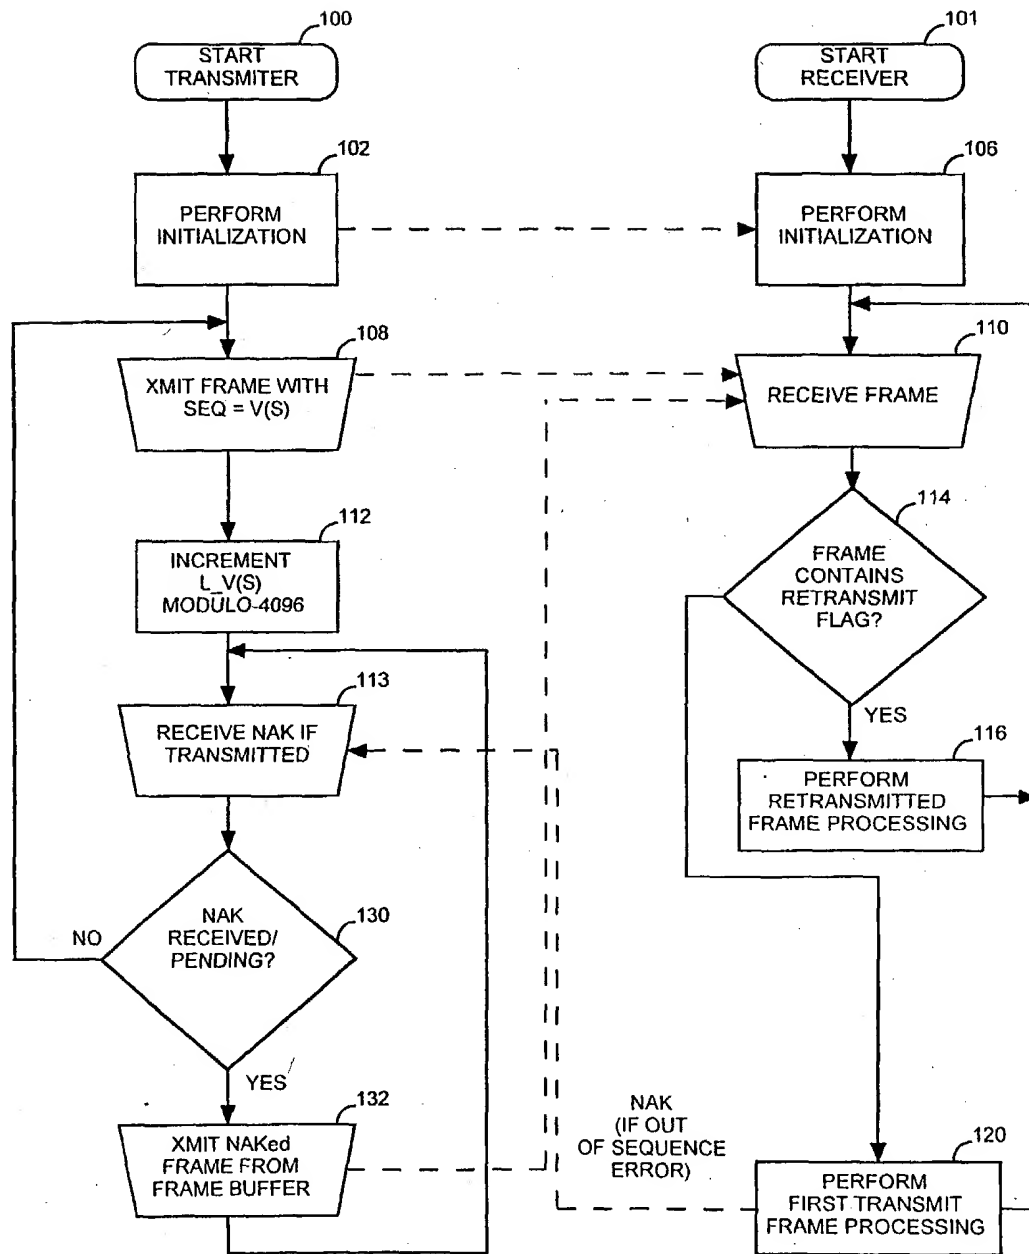 100
START
TRANSMITER
102
PERFORM
INITIALIZATION
108
XMIT FRAME WITH
SEQ = V(S)
112
INCREMENT
L_V(S)
MODULO-4096
113
RECEIVE NAK IF
TRANSMITTED
130
NAK
RECEIVED/
PENDING?
NO
YES
132
XMIT NAKed
FRAME FROM
FRAME BUFFER
101
START
RECEIVER
106
PERFORM
INITIALIZATION
110
RECEIVE FRAME
114
FRAME
CONTAINS
RETRANSMIT
FLAG?
YES
116
PERFORM
RETRANSMITTED
FRAME PROCESSING
NAK
(IF OUT
OF SEQUENCE
ERROR)
120
PERFORM
FIRST TRANSMIT
FRAME PROCESSING